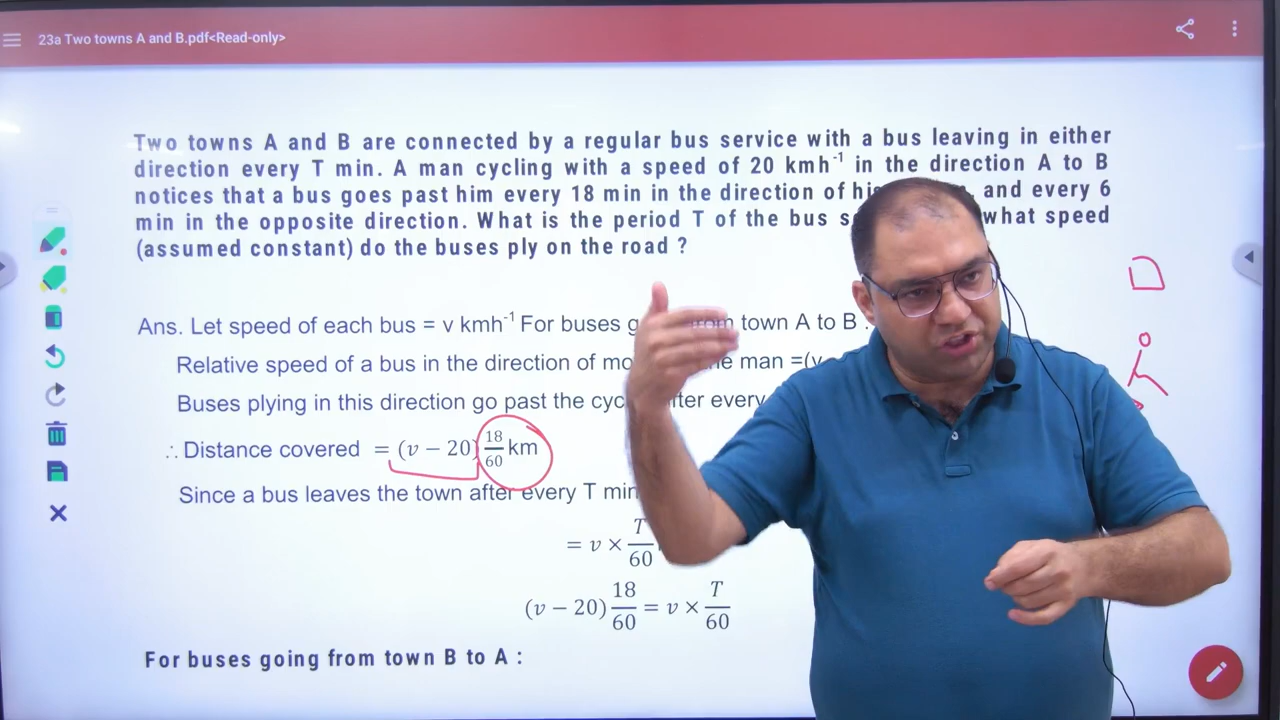 23a Two towns A and B.pdf<Read-only>
Two towns A and B are connected by a regular bus service with a bus leaving in either
direction every T min. A man cycling with a speed of 20 kmh⁻¹ in the direction A to B
notices that a bus goes past him every 18 min in the direction of his and every 6
min in the opposite direction. What is the period T of the bus what speed
(assumed constant) do the buses ply on the road ?
Ans. Let speed of each bus = v kmh⁻¹ For buses from town A to B .
Relative speed of a bus in the direction of man =(v
Buses plying in this direction go past the every
∴ Distance covered = (v − 20) 18/60 km
Since a bus leaves the town after every T min
= v × T/60
(v − 20) 18/60 = v × T/60
For buses going from town B to A :